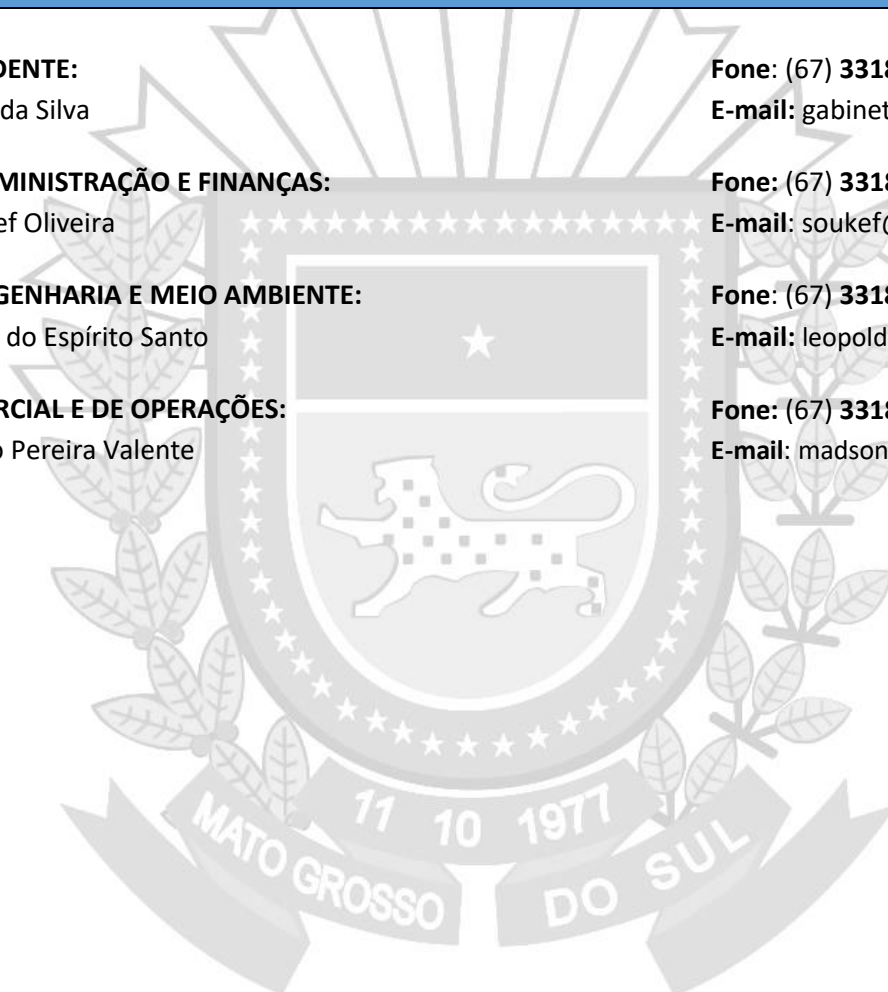 DENTE:
da Silva
MINISTRAÇÃO E FINANÇAS:
ef Oliveira
GENHARIA E MEIO AMBIENTE:
do Espírito Santo
RCIAL E DE OPERAÇÕES:
o Pereira Valente
Fone: (67) 3318
E-mail: gabinet
Fone: (67) 3318
E-mail: soukef@
Fone: (67) 3318
E-mail: leopold
Fone: (67) 3318
E-mail: madson
11 10 1977
MATO GROSSO DO SUL